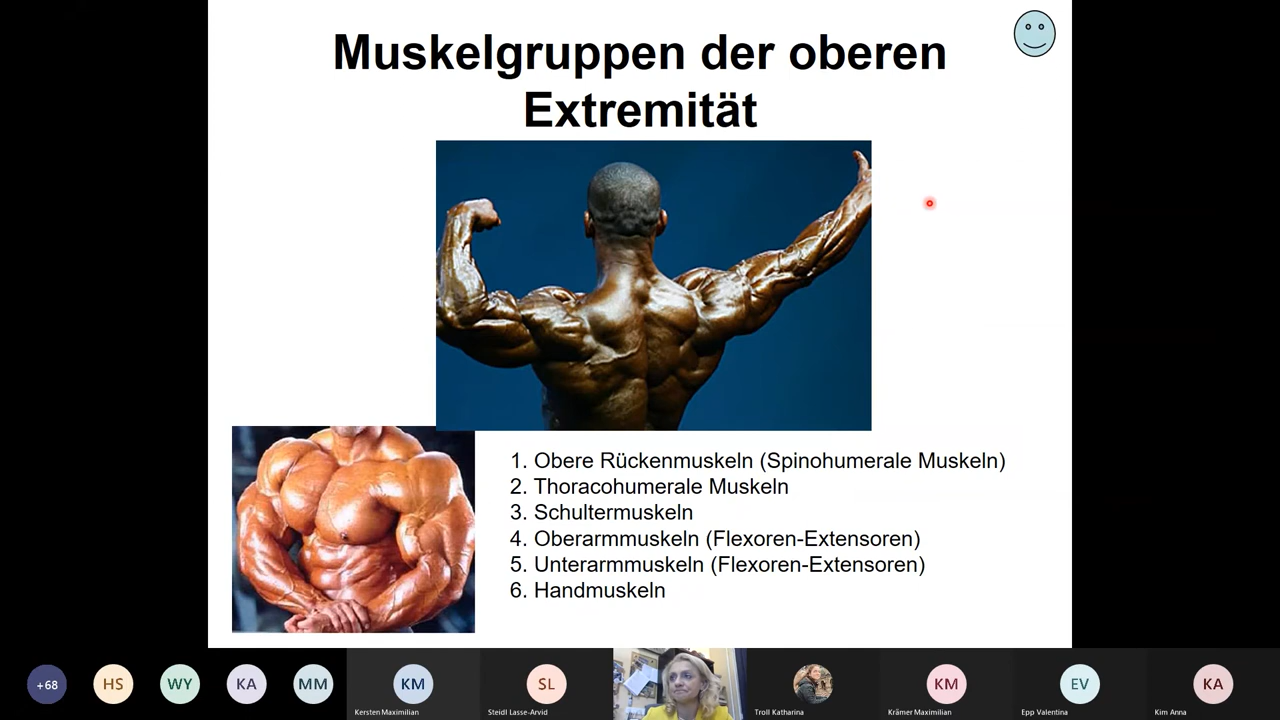 Muskelgruppen der oberen
Extremität
1. Obere Rückenmuskeln (Spinohumerale Muskeln)
2. Thoracohumerale Muskeln
3. Schultermuskeln
4. Oberarmmuskeln (Flexoren-Extensoren)
5. Unterarmmuskeln (Flexoren-Extensoren)
6. Handmuskeln
+68 HS WY KA MM KM SL KM EV KA
Kersten Maximilian Steidl Lasse-Arvid Troll Katharina Krämer Maximilian Epp Valentina Kim Anna